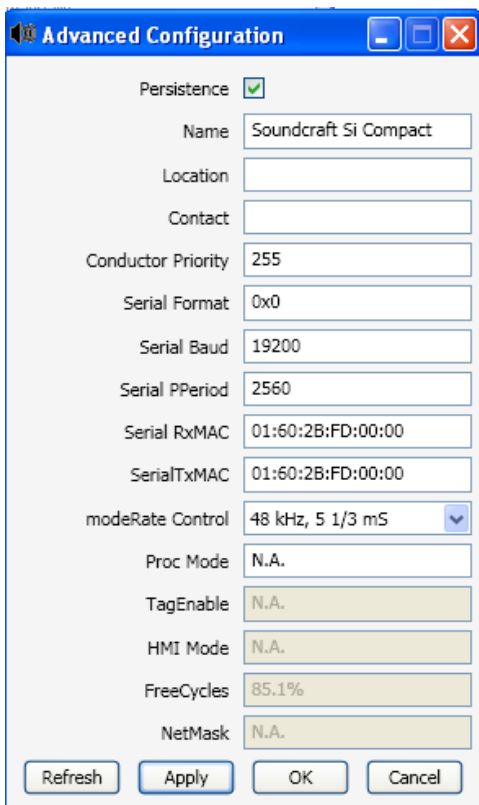 Advanced Configuration
Persistence
Name Soundcraft Si Compact
Location
Contact
Conductor Priority 255
Serial Format 0x0
Serial Baud 19200
Serial PPeriod 2560
Serial RxMAC 01:60:2B:FD:00:00
SerialTxMAC 01:60:2B:FD:00:00
modeRate Control 48 kHz, 5 1/3 mS
Proc Mode N.A.
TagEnable N.A.
HMI Mode N.A.
FreeCycles 85.1%
NetMask N.A.
Refresh Apply OK Cancel